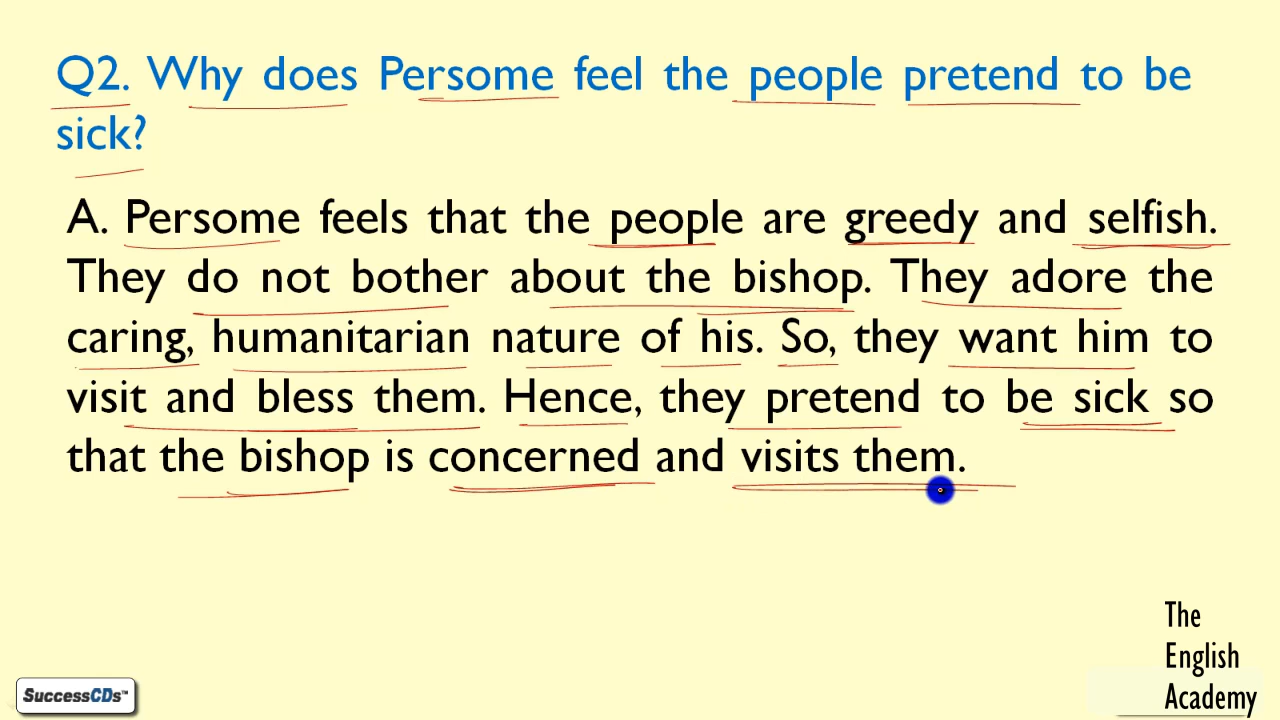 Q2. Why does Persome feel the people pretend to be
sick?
A. Persome feels that the people are greedy and selfish.
They do not bother about the bishop. They adore the
caring, humanitarian nature of his. So, they want him to
visit and bless them. Hence, they pretend to be sick so
that the bishop is concerned and visits them.
The
English
Academy
SuccessCDs™